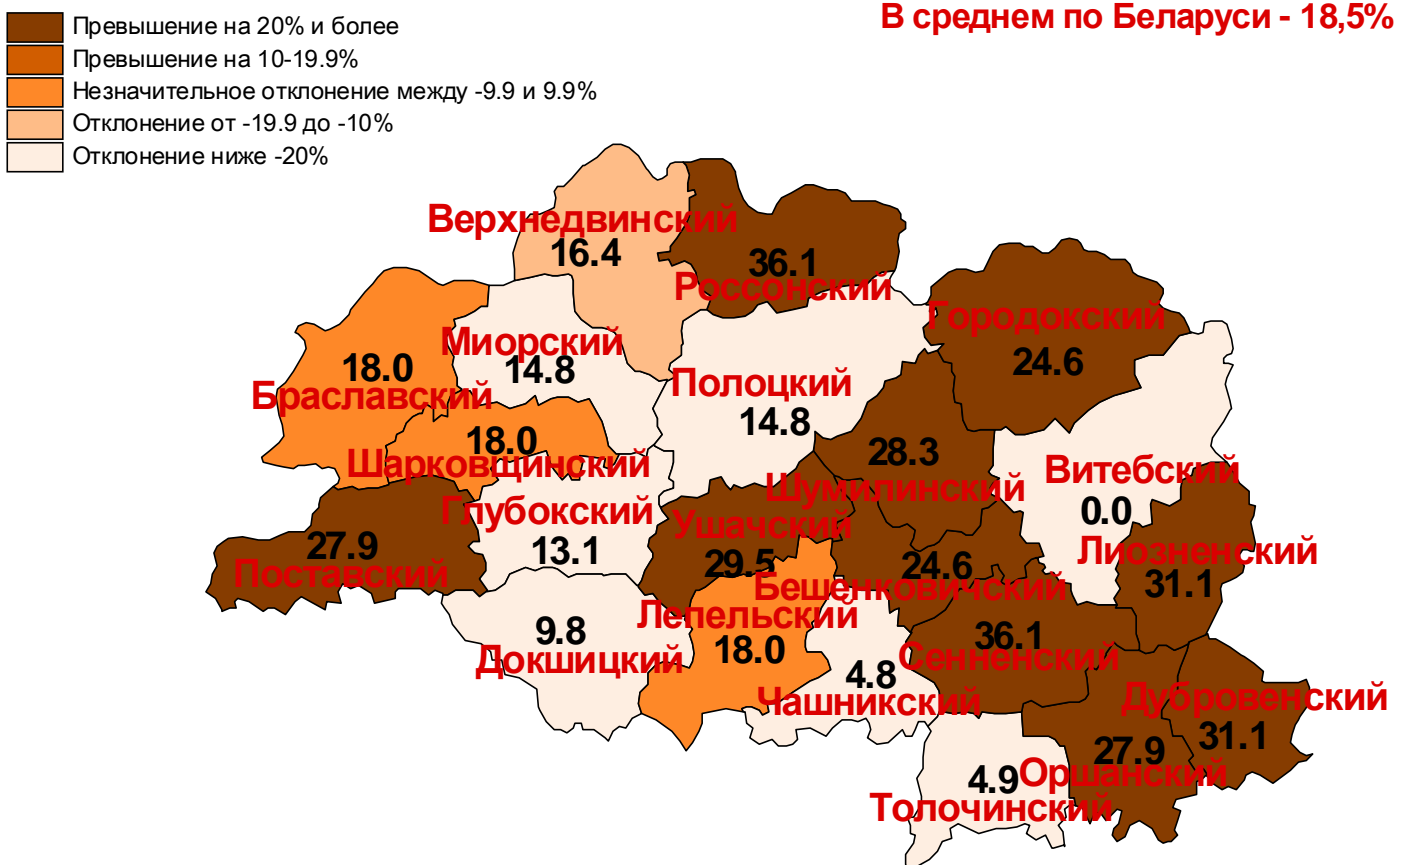 В среднем по Беларуси - 18,5%
Превышение на 20% и более
Превышение на 10-19.9%
Незначительное отклонение между -9.9 и 9.9%
Отклонение от -19.9 до -10%
Отклонение ниже -20%
Верхнедвинский
16.4
36.1
Россонский
Городокский
24.6
Миорский
14.8
18.0
Браславский
Полоцкий
14.8
18.0
Шарковщинский
28.3
Шумилинский
Витебский
0.0
Глубокский
13.1
Ушачский
29.5
27.9
Поставский
Лиозненский
31.1
24.6
Бешенковичский
Лепельский
18.0
9.8
Докшицкий
36.1
Сенненский
4.8
Чашникский
Дубровенский
31.1
27.9
Оршанский
4.9
Толочинский